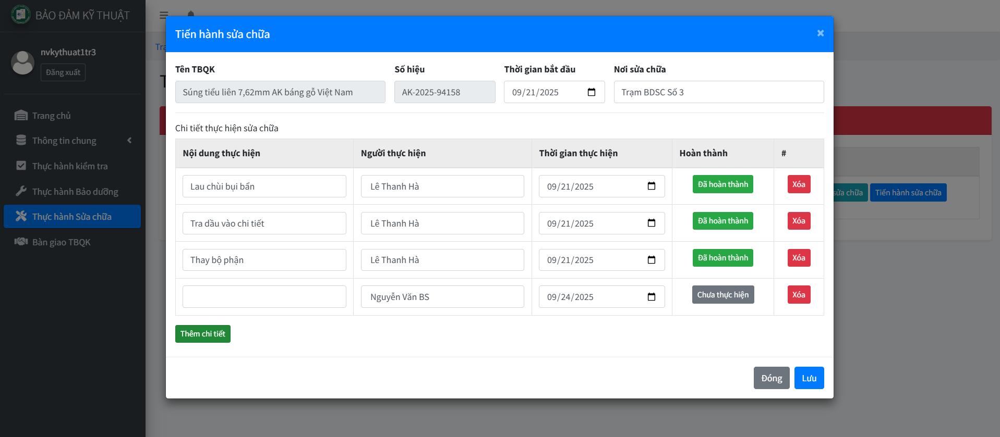 BẢO ĐẢM KỸ THUẬT
nvkythuat1tr3
Đăng xuất
Trang chủ
Thông tin chung
Thực hành kiểm tra
Thực hành Bảo dưỡng
Thực hành Sửa chữa
Bàn giao TBQK
Tiến hành sửa chữa
×
Tên TBQK Số hiệu Thời gian bắt đầu Nơi sửa chữa
Súng tiểu liên 7,62mm AK báng gỗ Việt Nam AK-2025-94158 09/21/2025 Trạm BDSC Số 3
Chi tiết thực hiện sửa chữa
Nội dung thực hiện Người thực hiện Thời gian thực hiện Hoàn thành #
Lau chùi bụi bẩn Lê Thanh Hà 09/21/2025 Đã hoàn thành Xóa
Tra dầu vào chi tiết Lê Thanh Hà 09/21/2025 Đã hoàn thành Xóa
Thay bộ phận Lê Thanh Hà 09/21/2025 Đã hoàn thành Xóa
Nguyễn Văn BS 09/24/2025 Chưa thực hiện Xóa
Thêm chi tiết
Đóng Lưu
sửa chữa Tiến hành sửa chữa